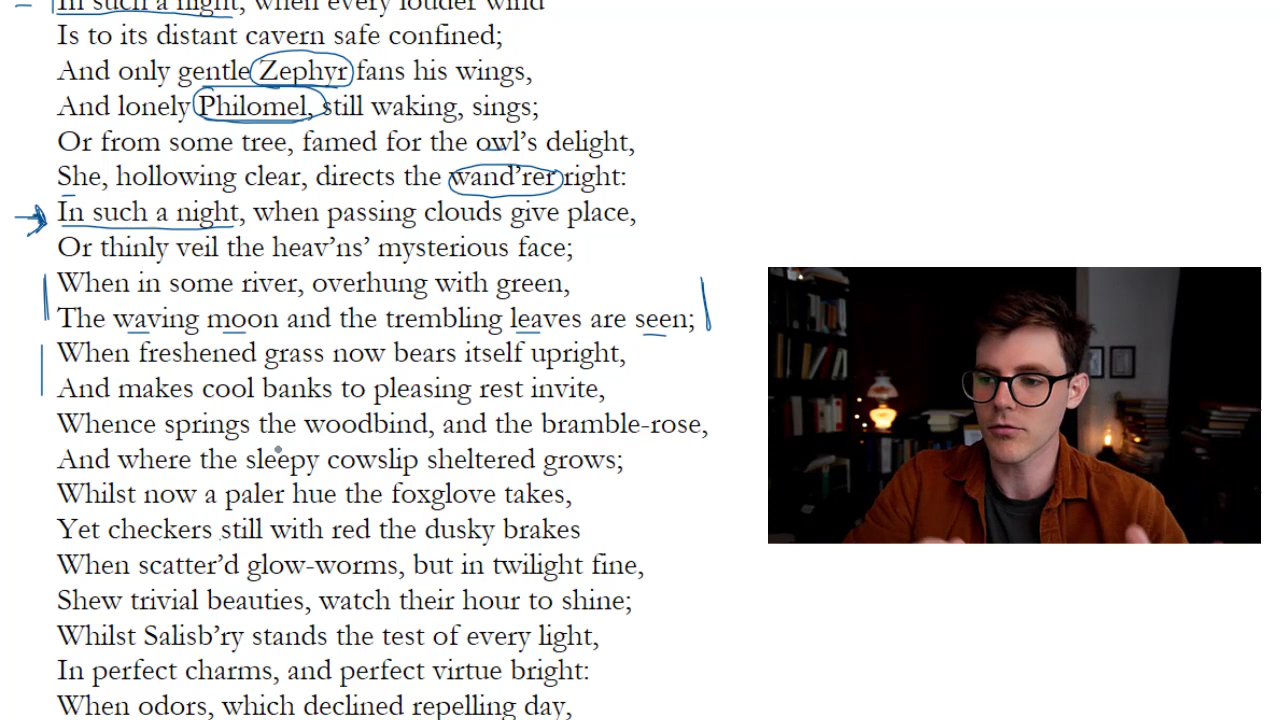 In such a night, when every louder wind
Is to its distant cavern safe confined;
And only gentle Zephyr fans his wings,
And lonely Philomel, still waking, sings;
Or from some tree, famed for the owl’s delight,
She, hollowing clear, directs the wand’rer right:
In such a night, when passing clouds give place,
Or thinly veil the heav’ns’ mysterious face;
When in some river, overhung with green,
The waving moon and the trembling leaves are seen;
When freshened grass now bears itself upright,
And makes cool banks to pleasing rest invite,
Whence springs the woodbind, and the bramble-rose,
And where the sleepy cowslip sheltered grows;
Whilst now a paler hue the foxglove takes,
Yet checkers still with red the dusky brakes
When scatter’d glow-worms, but in twilight fine,
Shew trivial beauties, watch their hour to shine;
Whilst Salisb’ry stands the test of every light,
In perfect charms, and perfect virtue bright:
When odors, which declined repelling day,